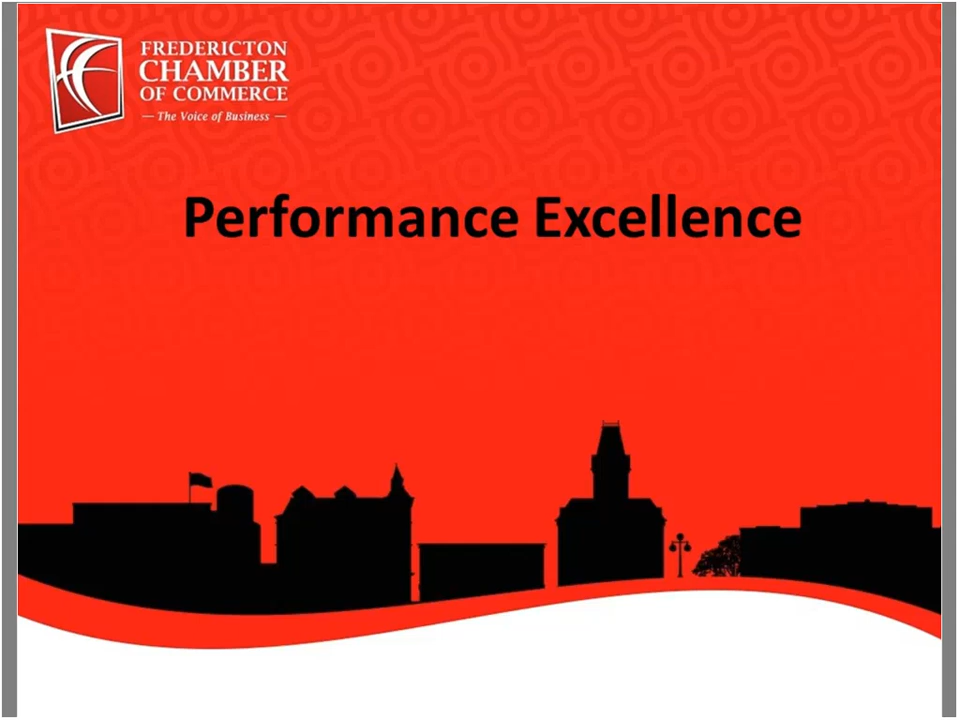 FREDERICTON
CHAMBER
OF COMMERCE
— The Voice of Business —
Performance Excellence